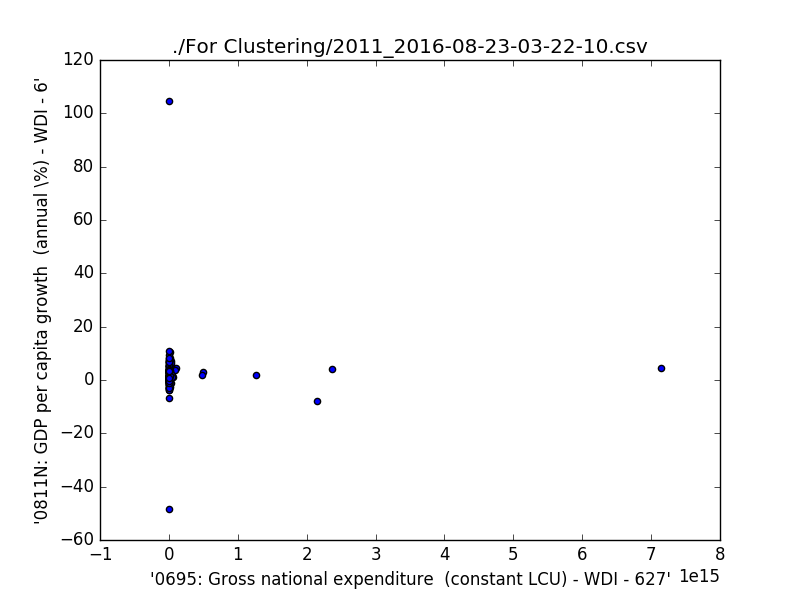 ./For Clustering/2011_2016-08-23-03-22-10.csv
120
100
80
60
40
20
0
−20
−40
−60
'0811N: GDP per capita growth  (annual \%) - WDI - 6'
−1 0 1 2 3 4 5 6 7 8
1e15
'0695: Gross national expenditure  (constant LCU) - WDI - 627'